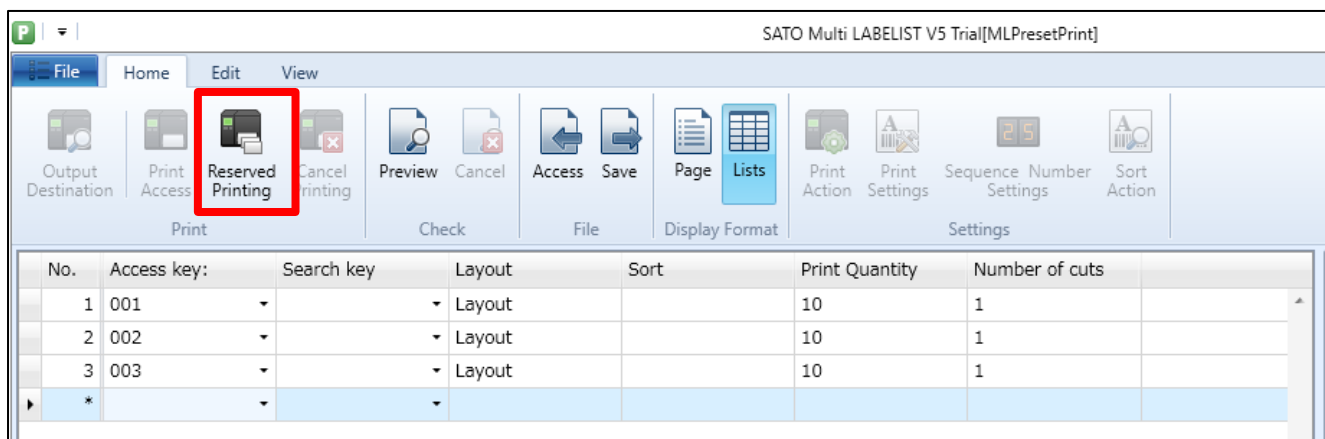 P
SATO Multi LABELIST V5 Trial[MLPresetPrint]
File Home Edit View
Output Destination Print Access Reserved Printing Cancel Printing Preview Cancel Access Save Page Lists Print Action Print Settings 25 Sequence Number Settings Sort Action
Print Check File Display Format Settings
No. Access key: Search key Layout Sort Print Quantity Number of cuts
1 001 Layout 10 1
2 002 Layout 10 1
3 003 Layout 10 1
*